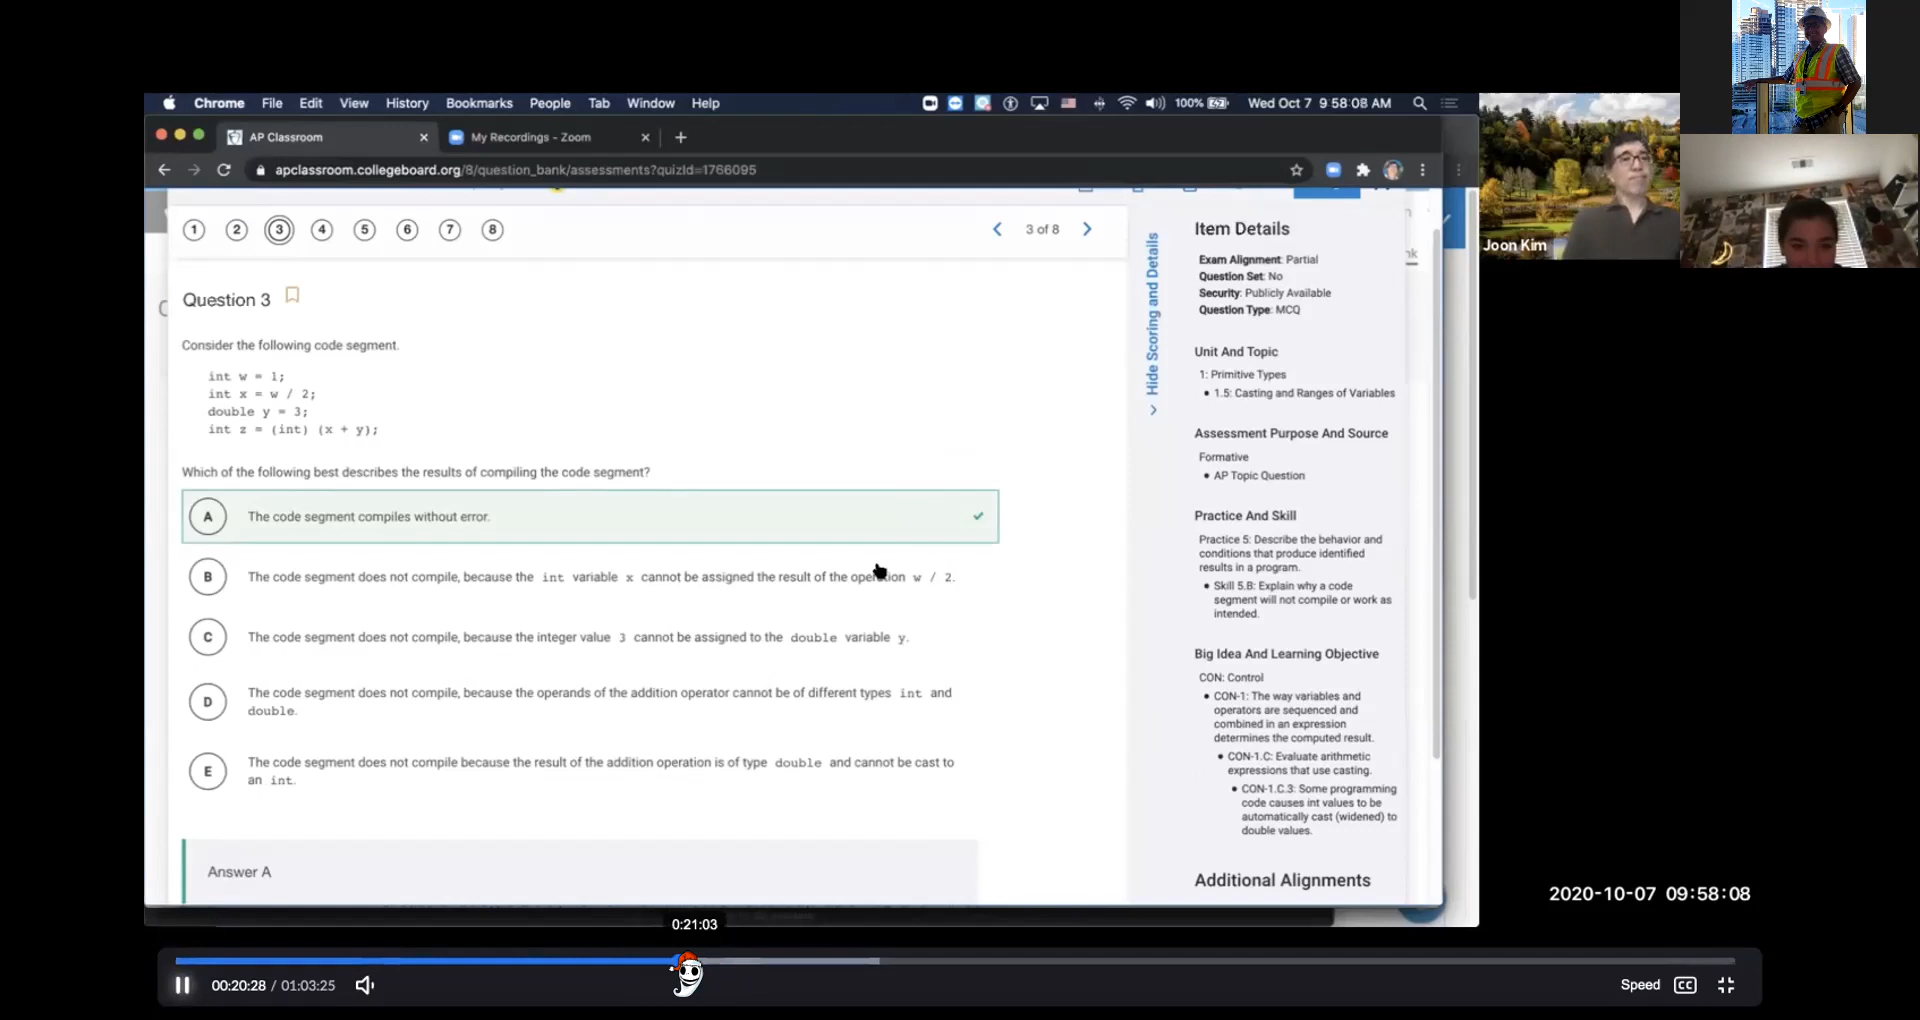 Chrome File Edit View History Bookmarks People Tab Window Help 100% Wed Oct 7 9 58 08 AM
AP Classroom × My Recordings - Zoom × +
apclassroom.collegeboard.org/8/question_bank/assessments?quizId=1766095
1 2 3 4 5 6 7 8 3 of 8
Question 3
Consider the following code segment.
int w = 1;
int x = w / 2;
double y = 3;
int z = (int) (x + y);
Which of the following best describes the results of compiling the code segment?
A The code segment compiles without error.
B The code segment does not compile, because the int variable x cannot be assigned the result of the operation w / 2.
C The code segment does not compile, because the integer value 3 cannot be assigned to the double variable y.
D The code segment does not compile, because the operands of the addition operator cannot be of different types int and
double.
E The code segment does not compile because the result of the addition operation is of type double and cannot be cast to
an int.
Answer A
Hide Scoring and Details
Item Details
Exam Alignment: Partial
Question Set: No
Security: Publicly Available
Question Type: MCQ
Unit And Topic
1: Primitive Types
• 1.5: Casting and Ranges of Variables
Assessment Purpose And Source
Formative
• AP Topic Question
Practice And Skill
Practice 5: Describe the behavior and
conditions that produce identified
results in a program.
• Skill 5.B: Explain why a code
segment will not compile or work as
intended.
Big Idea And Learning Objective
CON: Control
• CON-1: The way variables and
operators are sequenced and
combined in an expression
determines the computed result.
• CON-1.C: Evaluate arithmetic
expressions that use casting.
• CON-1.C.3: Some programming
code causes int values to be
automatically cast (widened) to
double values.
Additional Alignments
Joon Kim
2020-10-07 09:58:08
0:21:03
00:20:28 / 01:03:25
Speed CC